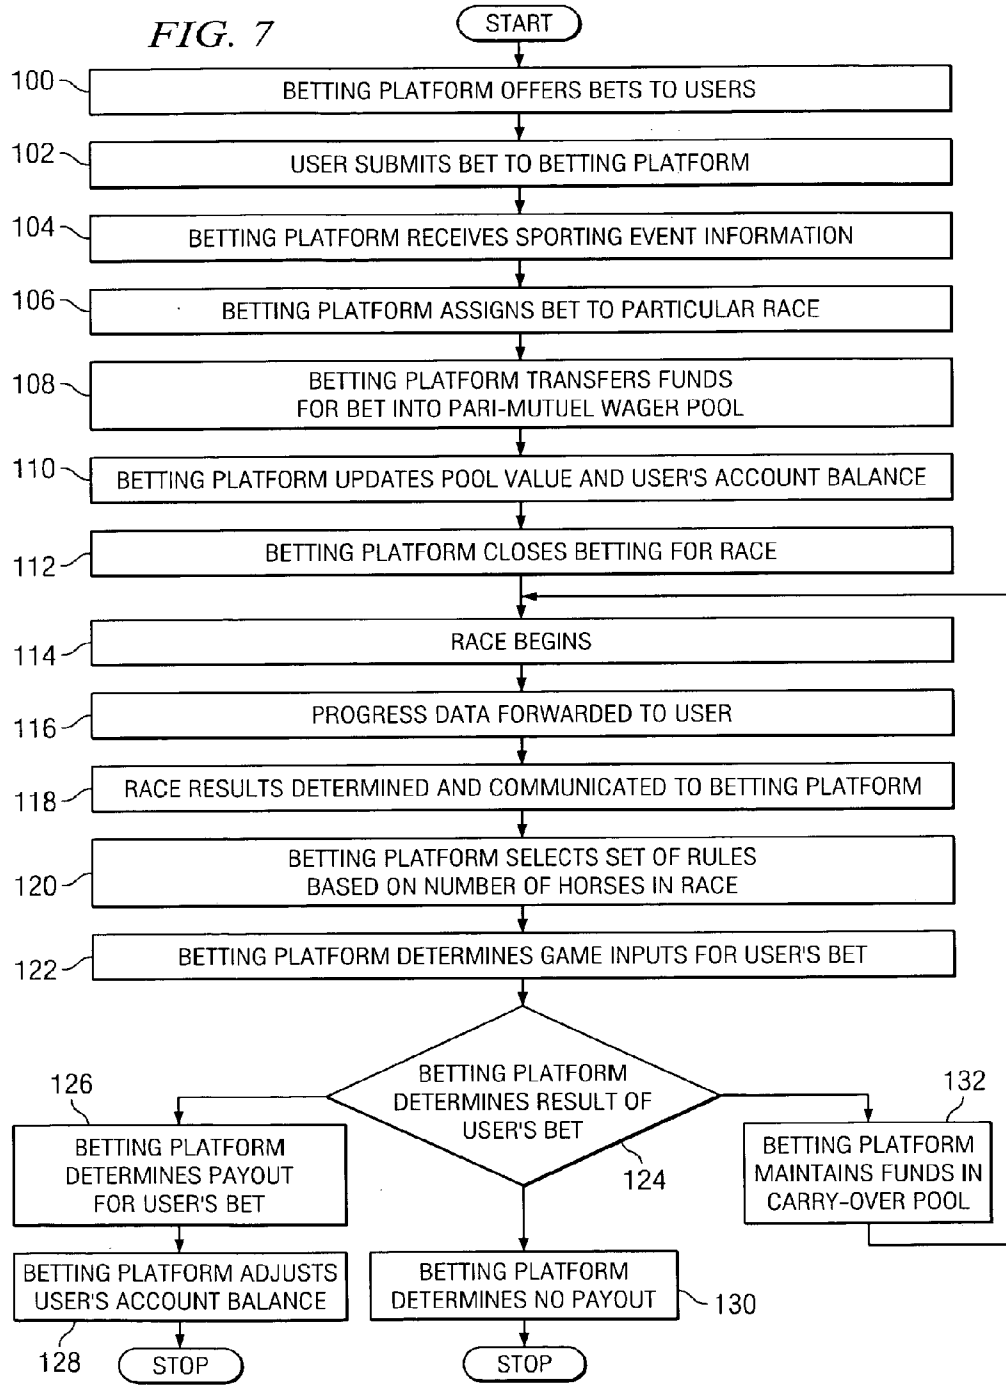 FIG. 7
START
100
BETTING PLATFORM OFFERS BETS TO USERS
102
USER SUBMITS BET TO BETTING PLATFORM
104
BETTING PLATFORM RECEIVES SPORTING EVENT INFORMATION
106
BETTING PLATFORM ASSIGNS BET TO PARTICULAR RACE
108
BETTING PLATFORM TRANSFERS FUNDS
FOR BET INTO PARI-MUTUEL WAGER POOL
110
BETTING PLATFORM UPDATES POOL VALUE AND USER'S ACCOUNT BALANCE
112
BETTING PLATFORM CLOSES BETTING FOR RACE
114
RACE BEGINS
116
PROGRESS DATA FORWARDED TO USER
118
RACE RESULTS DETERMINED AND COMMUNICATED TO BETTING PLATFORM
120
BETTING PLATFORM SELECTS SET OF RULES
BASED ON NUMBER OF HORSES IN RACE
122
BETTING PLATFORM DETERMINES GAME INPUTS FOR USER'S BET
BETTING PLATFORM
DETERMINES RESULT OF
USER'S BET
124
126
BETTING PLATFORM
DETERMINES PAYOUT
FOR USER'S BET
132
BETTING PLATFORM
MAINTAINS FUNDS IN
CARRY-OVER POOL
BETTING PLATFORM ADJUSTS
USER'S ACCOUNT BALANCE
128
STOP
BETTING PLATFORM
DETERMINES NO PAYOUT
130
STOP